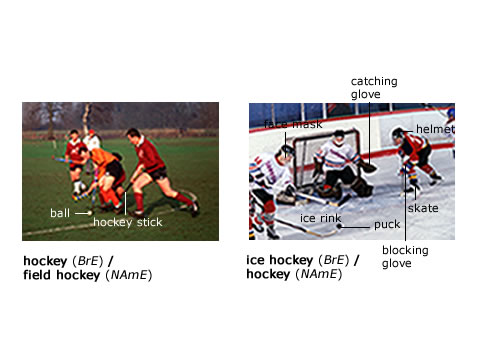 catching
glove
face mask
helmet
ball
hockey stick
ice rink
puck
skate
blocking
glove
hockey (BrE) /
field hockey (NAmE)
ice hockey (BrE) /
hockey (NAmE)